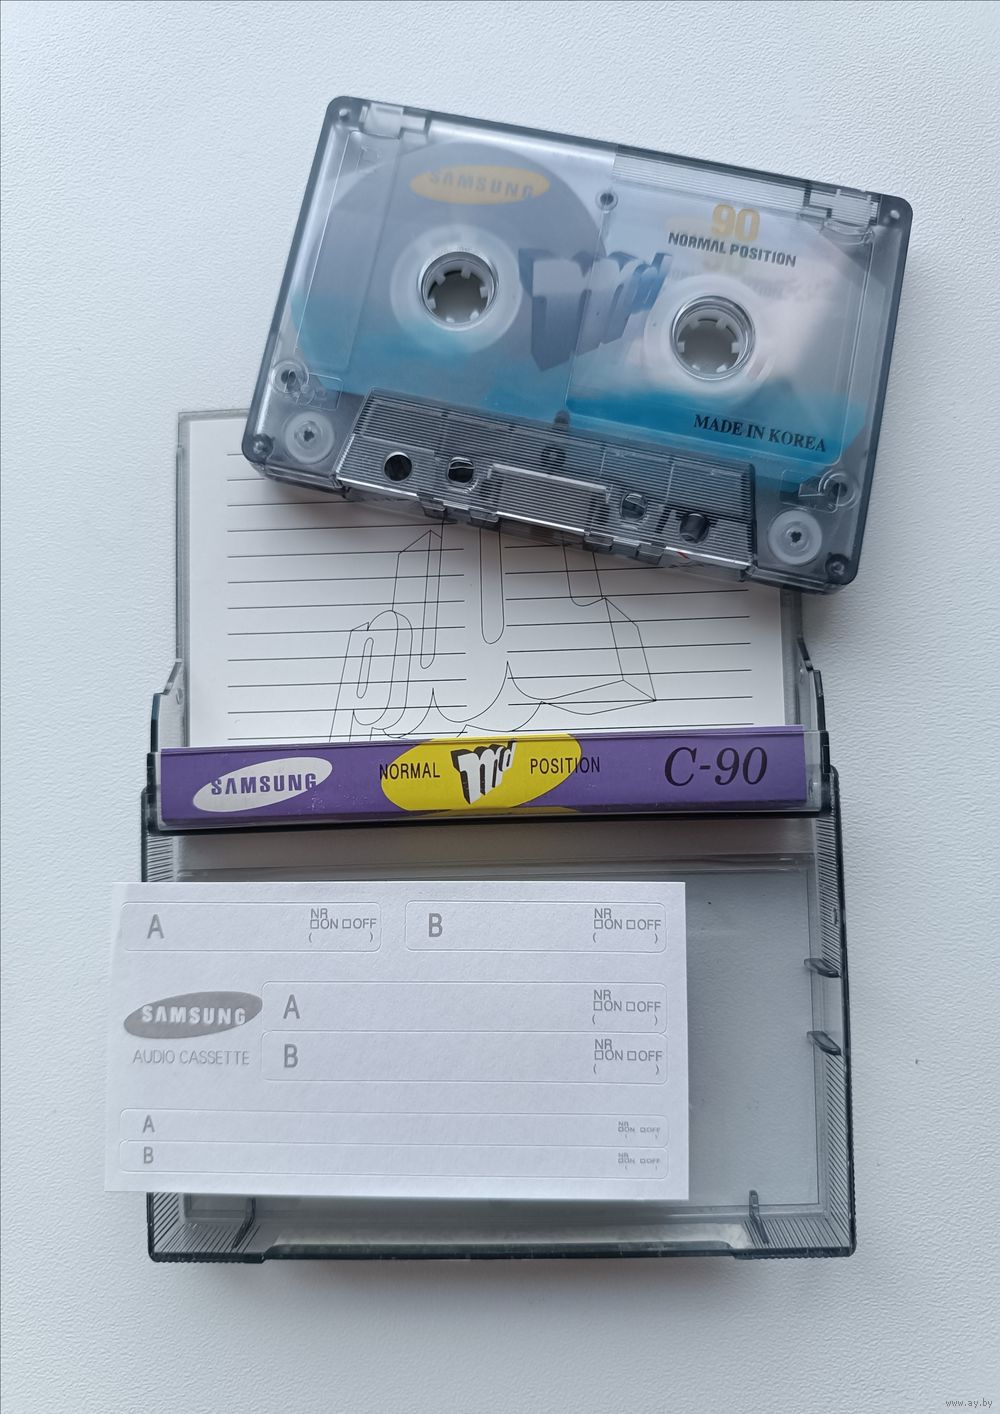 SAMSUNG
90
NORMAL POSITION
md
MADE IN KOREA
SAMSUNG
NORMAL md POSITION
C-90
A NR □ON □OFF ( )
B NR □ON □OFF ( )
SAMSUNG
AUDIO CASSETTE
A NR □ON □OFF ( )
B NR □ON □OFF ( )
A NR □ON □OFF ( )
B NR □ON □OFF ( )
www.ay.by